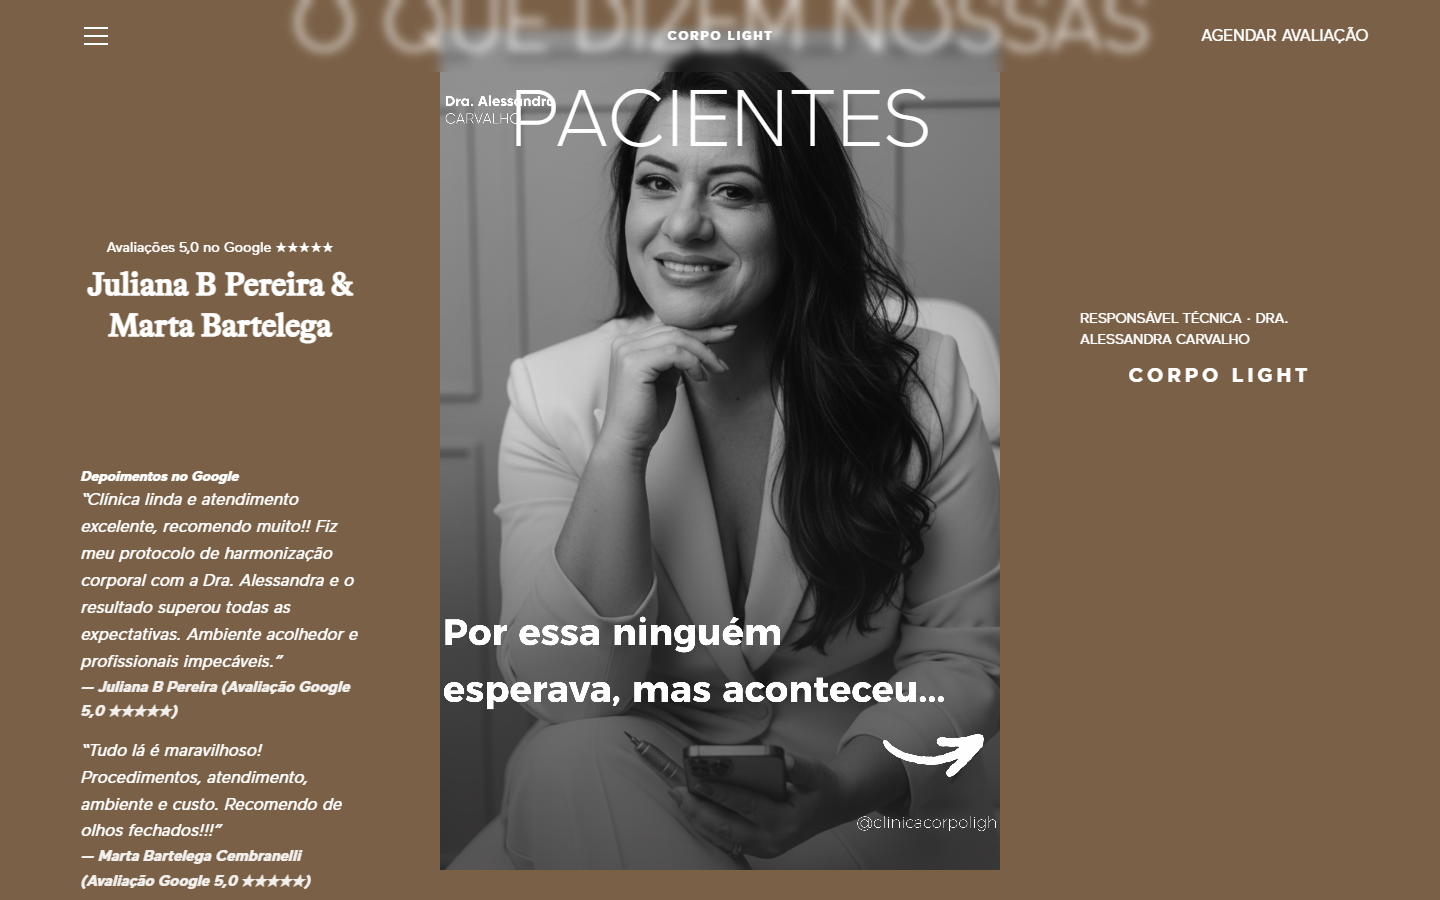 O QUE DIZEM NOSSAS
CORPO LIGHT
AGENDAR AVALIAÇÃO
PACIENTES
Dra. Alessandra
CARVALHO
Avaliações 5,0 no Google ★★★★★
Juliana B Pereira &
Marta Bartelega
RESPONSÁVEL TÉCNICA · DRA.
ALESSANDRA CARVALHO
CORPO LIGHT
Depoimentos no Google
“Clínica linda e atendimento
excelente, recomendo muito!! Fiz
meu protocolo de harmonização
corporal com a Dra. Alessandra e o
resultado superou todas as
expectativas. Ambiente acolhedor e
profissionais impecáveis.”
— Juliana B Pereira (Avaliação Google
5,0 ★★★★★)
“Tudo lá é maravilhoso!
Procedimentos, atendimento,
ambiente e custo. Recomendo de
olhos fechados!!!”
— Marta Bartelega Cembranelli
(Avaliação Google 5,0 ★★★★★)
Por essa ninguém
esperava, mas aconteceu...
@clinicacorpoligh